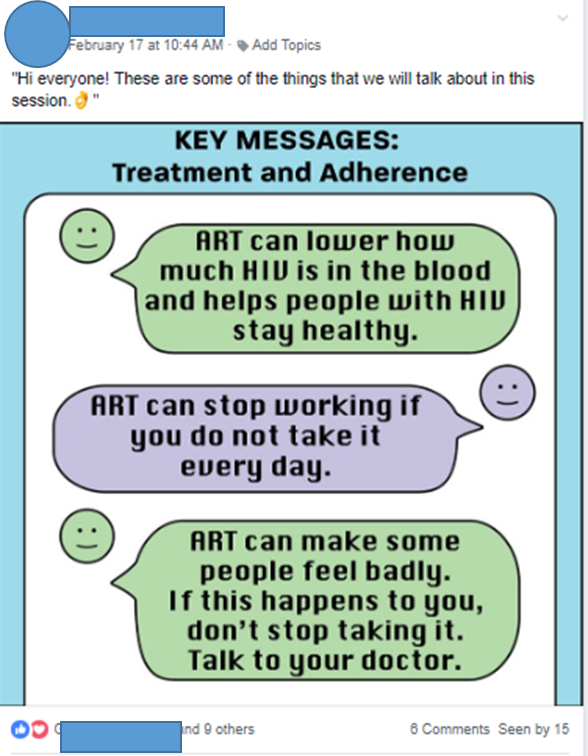 February 17 at 10:44 AM · Add Topics
"Hi everyone! These are some of the things that we will talk about in this
session.👌"
KEY MESSAGES:
Treatment and Adherence
ART can lower how
much HIV is in the blood
and helps people with HIV
stay healthy.
ART can stop working if
you do not take it
every day.
ART can make some
people feel badly.
If this happens to you,
don't stop taking it.
Talk to your doctor.
and 9 others 6 Comments Seen by 15